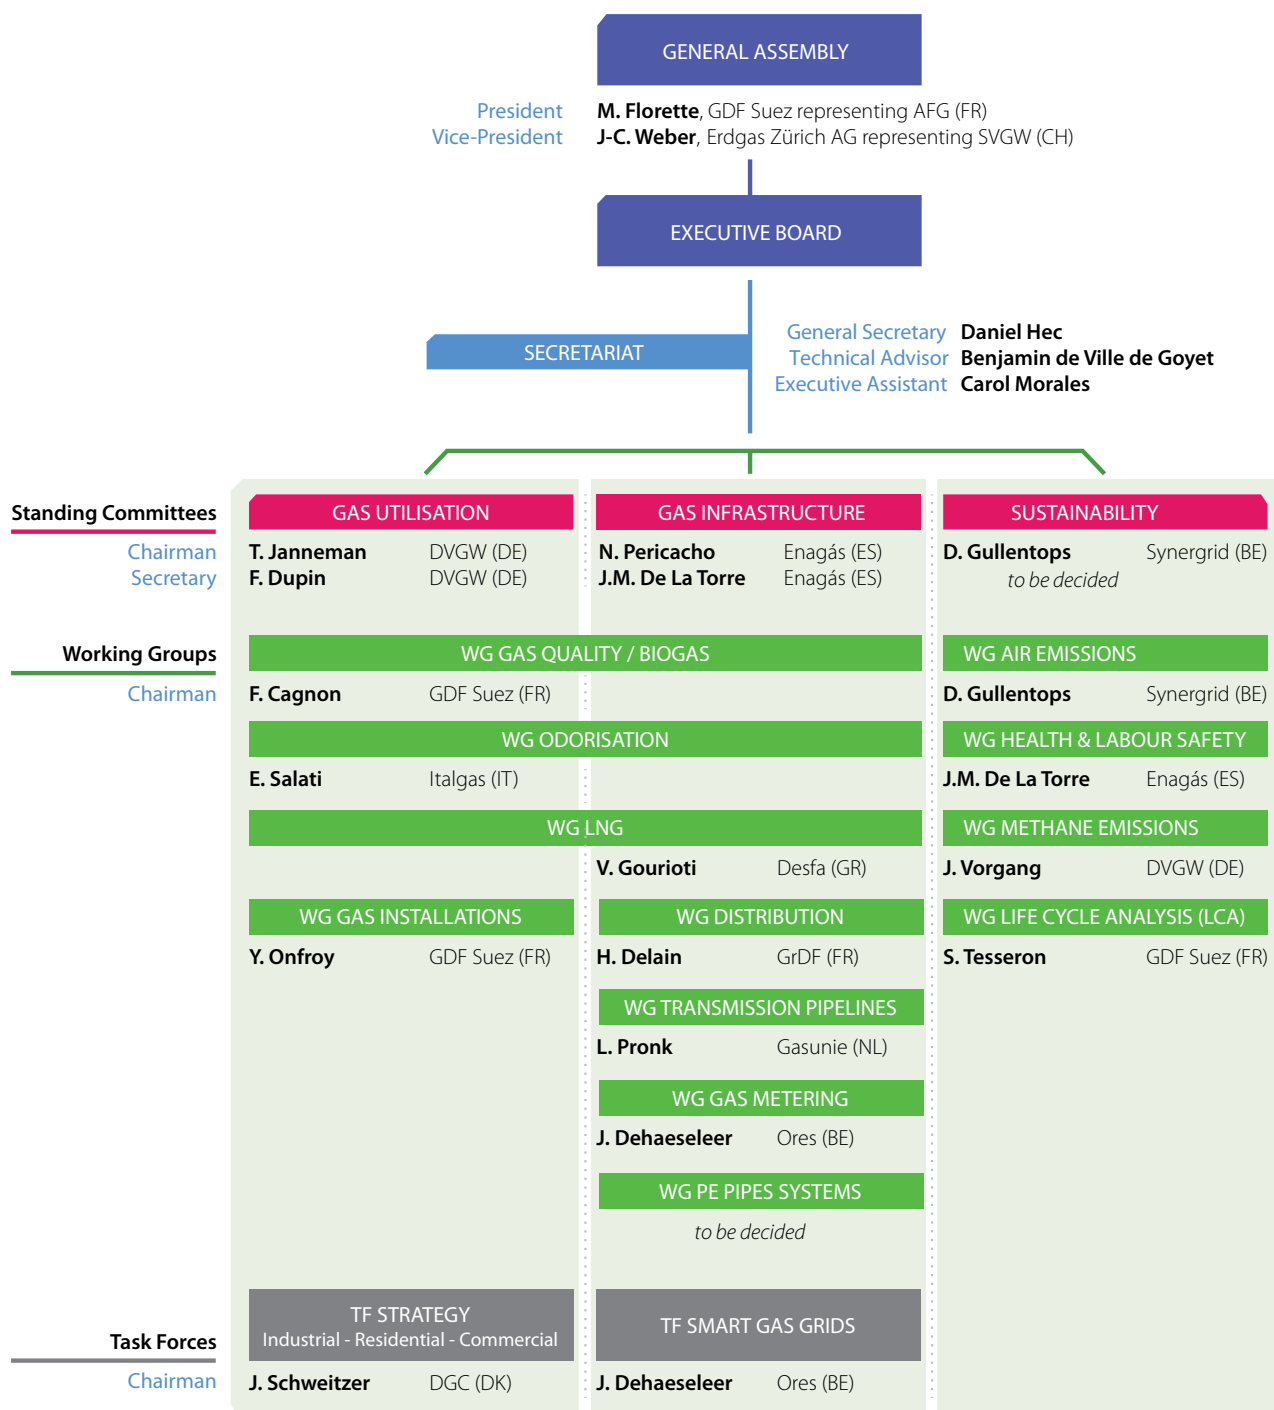 GENERAL ASSEMBLY
President M. Florette, GDF Suez representing AFG (FR)
Vice-President J-C. Weber, Erdgas Zürich AG representing SVGW (CH)
EXECUTIVE BOARD
SECRETARIAT
General Secretary Daniel Hec
Technical Advisor Benjamin de Ville de Goyet
Executive Assistant Carol Morales
Standing Committees GAS UTILISATION GAS INFRASTRUCTURE SUSTAINABILITY
Chairman T. Janneman DVGW (DE) N. Pericacho Enagás (ES) D. Gullentops Synergrid (BE)
Secretary F. Dupin DVGW (DE) J.M. De La Torre Enagás (ES) to be decided
Working Groups WG GAS QUALITY / BIOGAS WG AIR EMISSIONS
Chairman F. Cagnon GDF Suez (FR) D. Gullentops Synergrid (BE)
WG ODORISATION WG HEALTH & LABOUR SAFETY
E. Salati Italgas (IT) J.M. De La Torre Enagás (ES)
WG LNG WG METHANE EMISSIONS
V. Gourioti Desfa (GR) J. Vorgang DVGW (DE)
WG GAS INSTALLATIONS WG DISTRIBUTION WG LIFE CYCLE ANALYSIS (LCA)
Y. Onfroy GDF Suez (FR) H. Delain GrDF (FR) S. Tesseron GDF Suez (FR)
WG TRANSMISSION PIPELINES
L. Pronk Gasunie (NL)
WG GAS METERING
J. Dehaeseleer Ores (BE)
WG PE PIPES SYSTEMS
to be decided
TF STRATEGY
Industrial - Residential - Commercial
TF SMART GAS GRIDS
Task Forces
Chairman J. Schweitzer DGC (DK) J. Dehaeseleer Ores (BE)